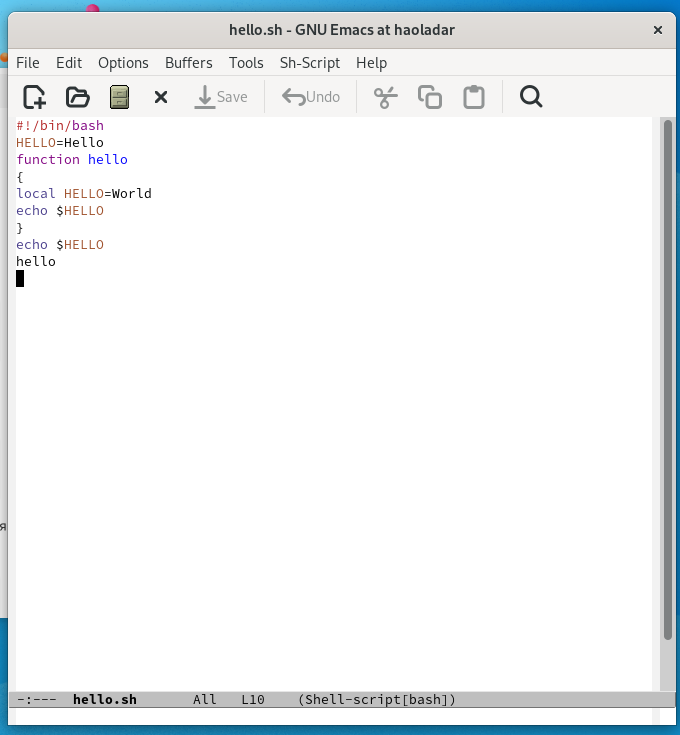 hello.sh - GNU Emacs at haoladar
File Edit Options Buffers Tools Sh-Script Help
Save Undo
#!/bin/bash
HELLO=Hello
function hello
{
local HELLO=World
echo $HELLO
}
echo $HELLO
hello
я
-:--- hello.sh All L10 (Shell-script[bash])